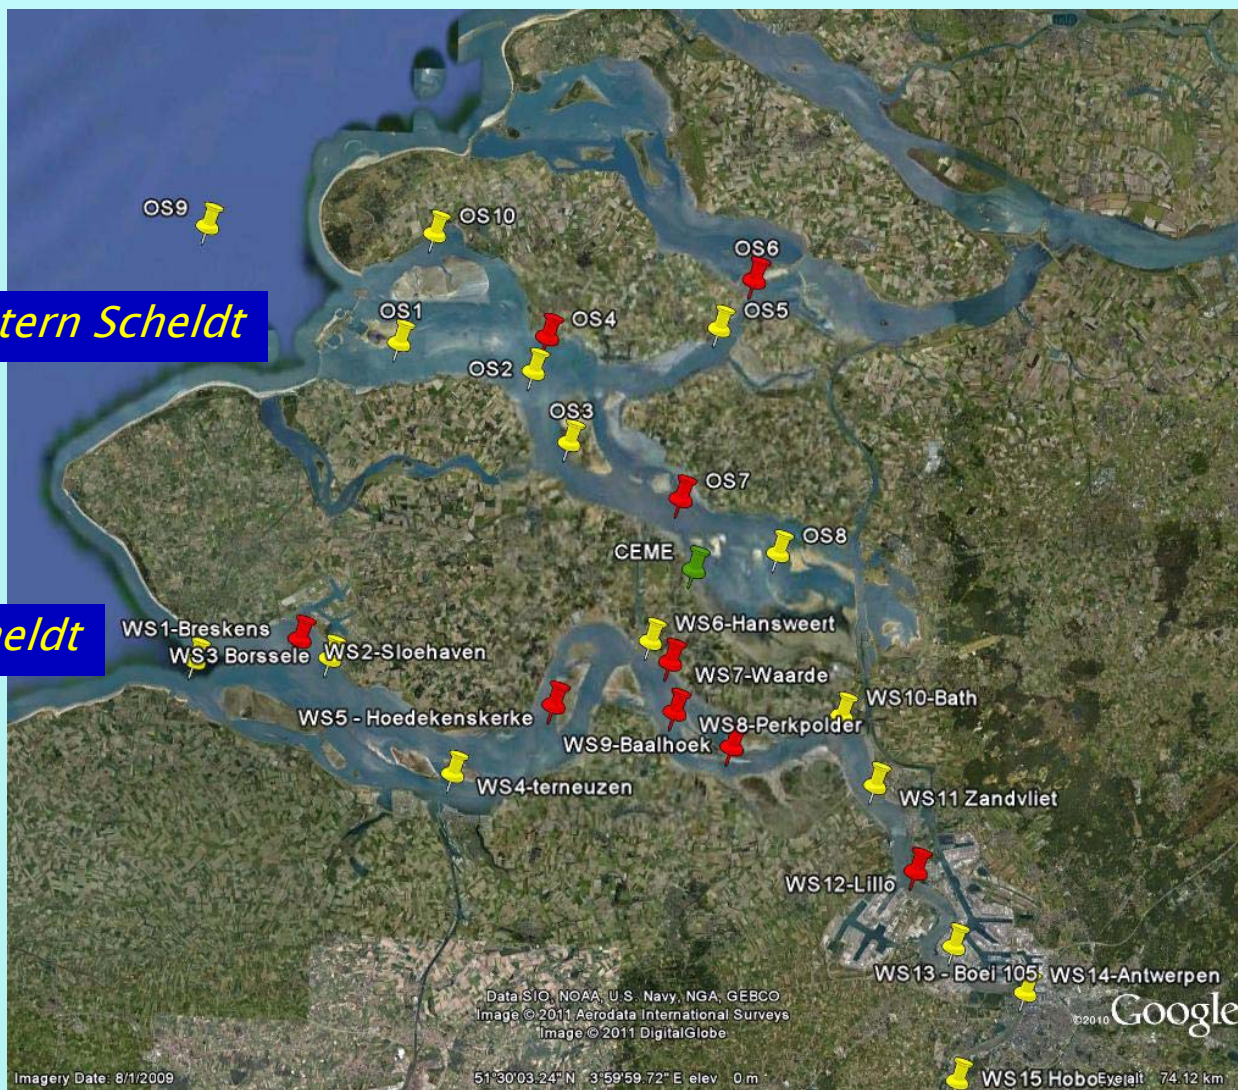 OS9
OS10
OS6
OS1
OS5
tern Scheldt
OS4
OS2
OS3
OS7
OS8
CEME
WS1-Breskens
WS6-Hansweert
heldt
WS3 Borssele
WS2-Sloehaven
WS7-Waarde
WS10-Bath
WS5 - Hoedekenskerke
WS8-Perkpolder
WS9-Baalhoek
WS4-terneuzen
WS11 Zandvliet
WS12-Lillo
WS13 - Boei 105
WS14-Antwerpen
Data SIO, NOAA, U.S. Navy, NGA, GEBCO
Image © 2011 Aerodata International Surveys
Image © 2011 DigitalGlobe
©2010 Google
Imagery Date: 8/1/2009
51°30'03.24" N 3°59'59.72" E elev 0 m
WS15 Hobo
Eye alt 74.12 km